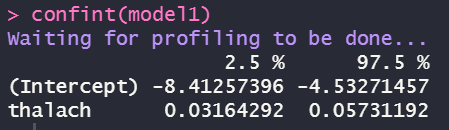 > confint(model1)
Waiting for profiling to be done...
2.5 % 97.5 %
(Intercept) -8.41257396 -4.53271457
thalach 0.03164292 0.05731192